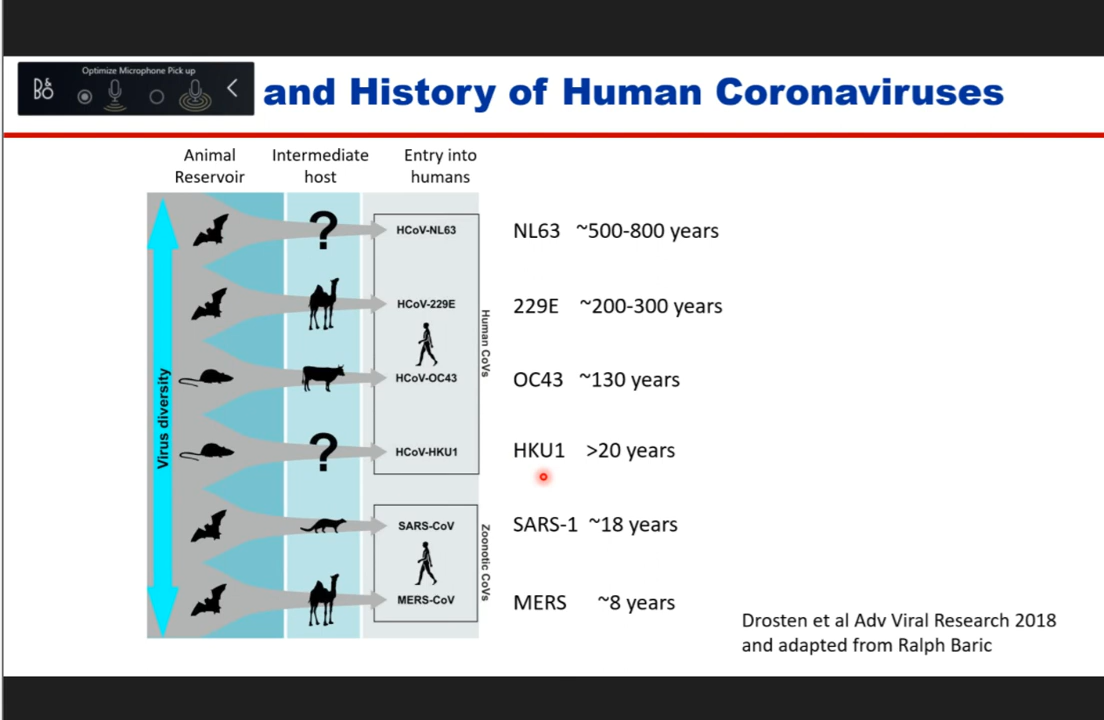 B&O
Optimize Microphone Pick up
and History of Human Coronaviruses
Animal
Reservoir
Intermediate
host
Entry into
humans
Virus diversity
?
HCoV-NL63
HCoV-229E
HCoV-OC43
?
HCoV-HKU1
Human CoVs
SARS-CoV
MERS-CoV
Zoonotic CoVs
NL63 ~500-800 years
229E ~200-300 years
OC43 ~130 years
HKU1 >20 years
SARS-1 ~18 years
MERS ~8 years
Drosten et al Adv Viral Research 2018
and adapted from Ralph Baric